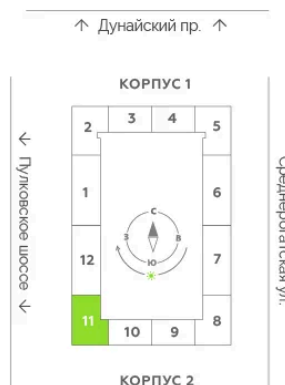 ↑ Дунайский пр. ↑
КОРПУС 1
2 3 4 5
← Пулковское шоссе ←
Среднерогатская ул.
1 6
С
З В
Ю
12 7
11 10 9 8
КОРПУС 2